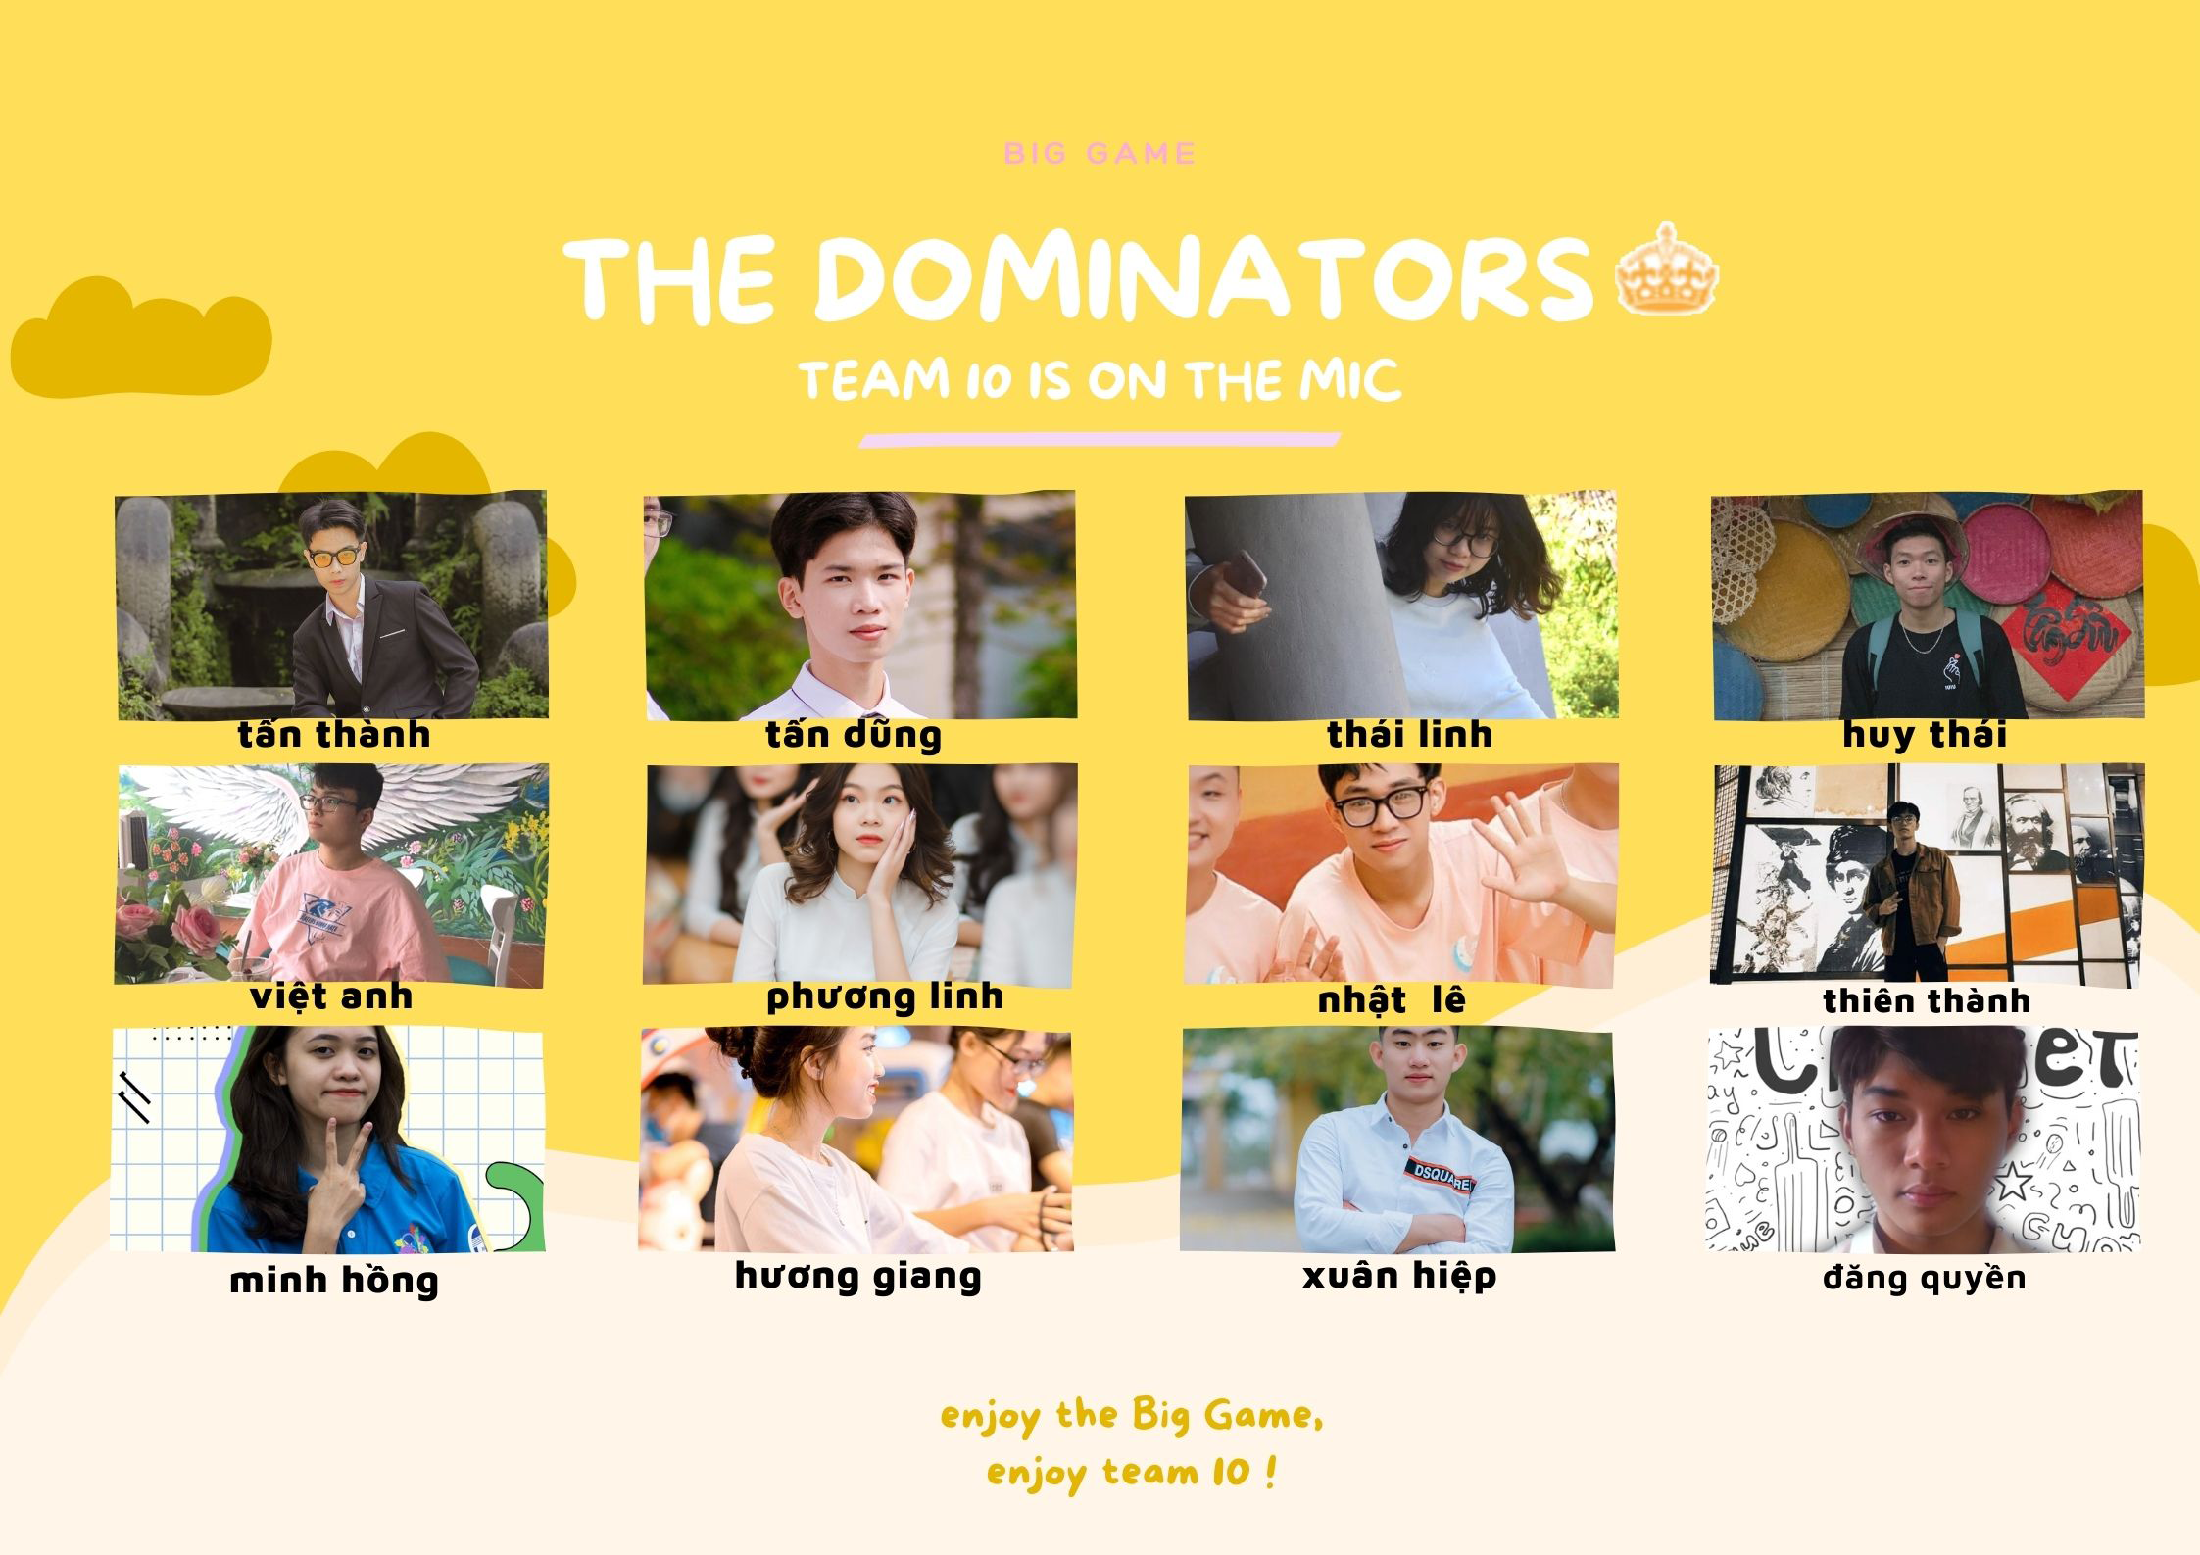 BIG GAME
THE DOMINATORS
TEAM 10 IS ON THE MIC
tấn thành
tấn dũng
thái linh
huy thái
việt anh
phương linh
nhật lê
thiên thành
DSQUARE
minh hồng
hương giang
xuân hiệp
đăng quyền
enjoy the Big Game,
enjoy team 10 !